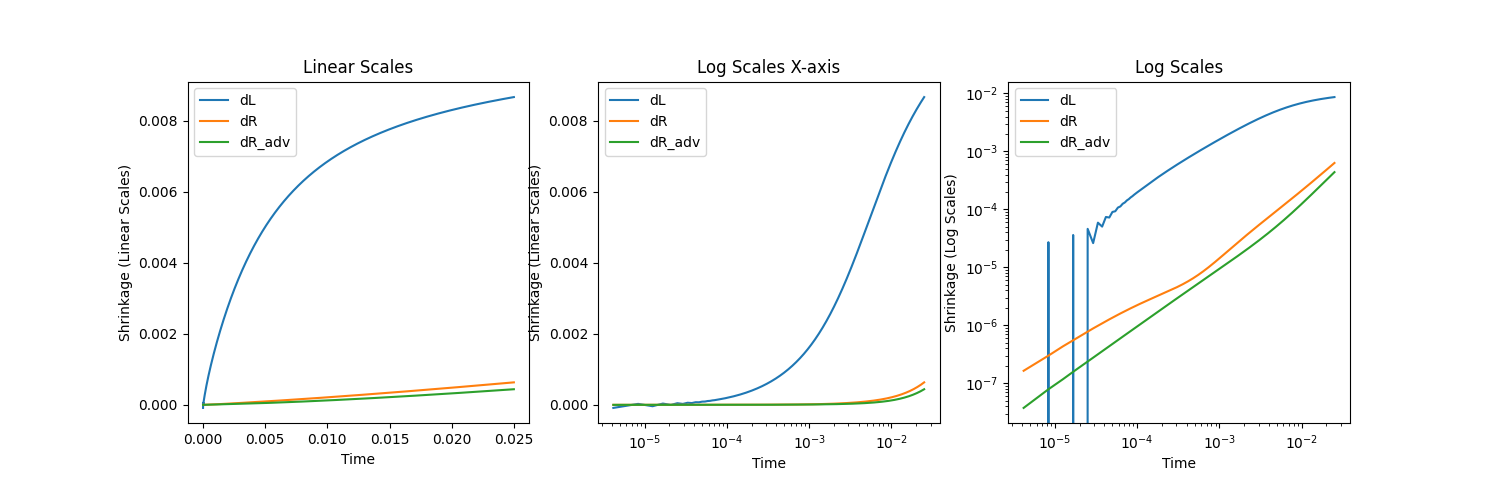 Linear Scales
dL
dR
dR_adv
Shrinkage (Linear Scales)
0.008
0.006
0.004
0.002
0.000
0.000 0.005 0.010 0.015 0.020 0.025
Time
Log Scales X-axis
dL
dR
dR_adv
Shrinkage (Linear Scales)
0.008
0.006
0.004
0.002
0.000
10⁻⁵ 10⁻⁴ 10⁻³ 10⁻²
Time
Log Scales
dL
dR
dR_adv
Shrinkage (Log Scales)
10⁻²
10⁻³
10⁻⁴
10⁻⁵
10⁻⁶
10⁻⁷
10⁻⁵ 10⁻⁴ 10⁻³ 10⁻²
Time